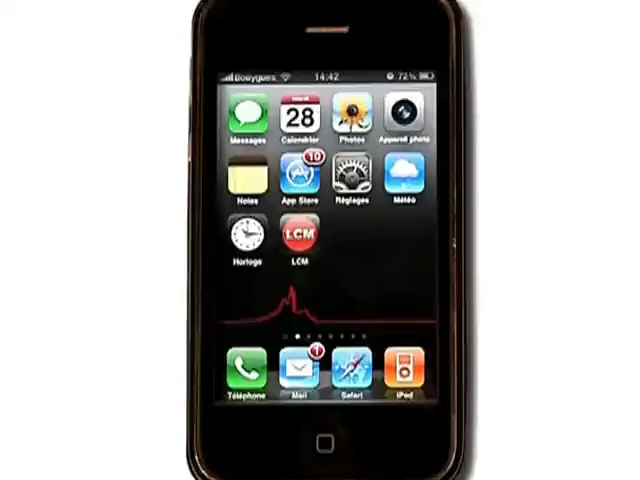 Bouygues 14:42 72 %
28
Messages Calendrier Photos Appareil photo
10
Notes App Store Réglages Météo
LCM
Horloge LCM
1
Téléphone Mail Safari iPod